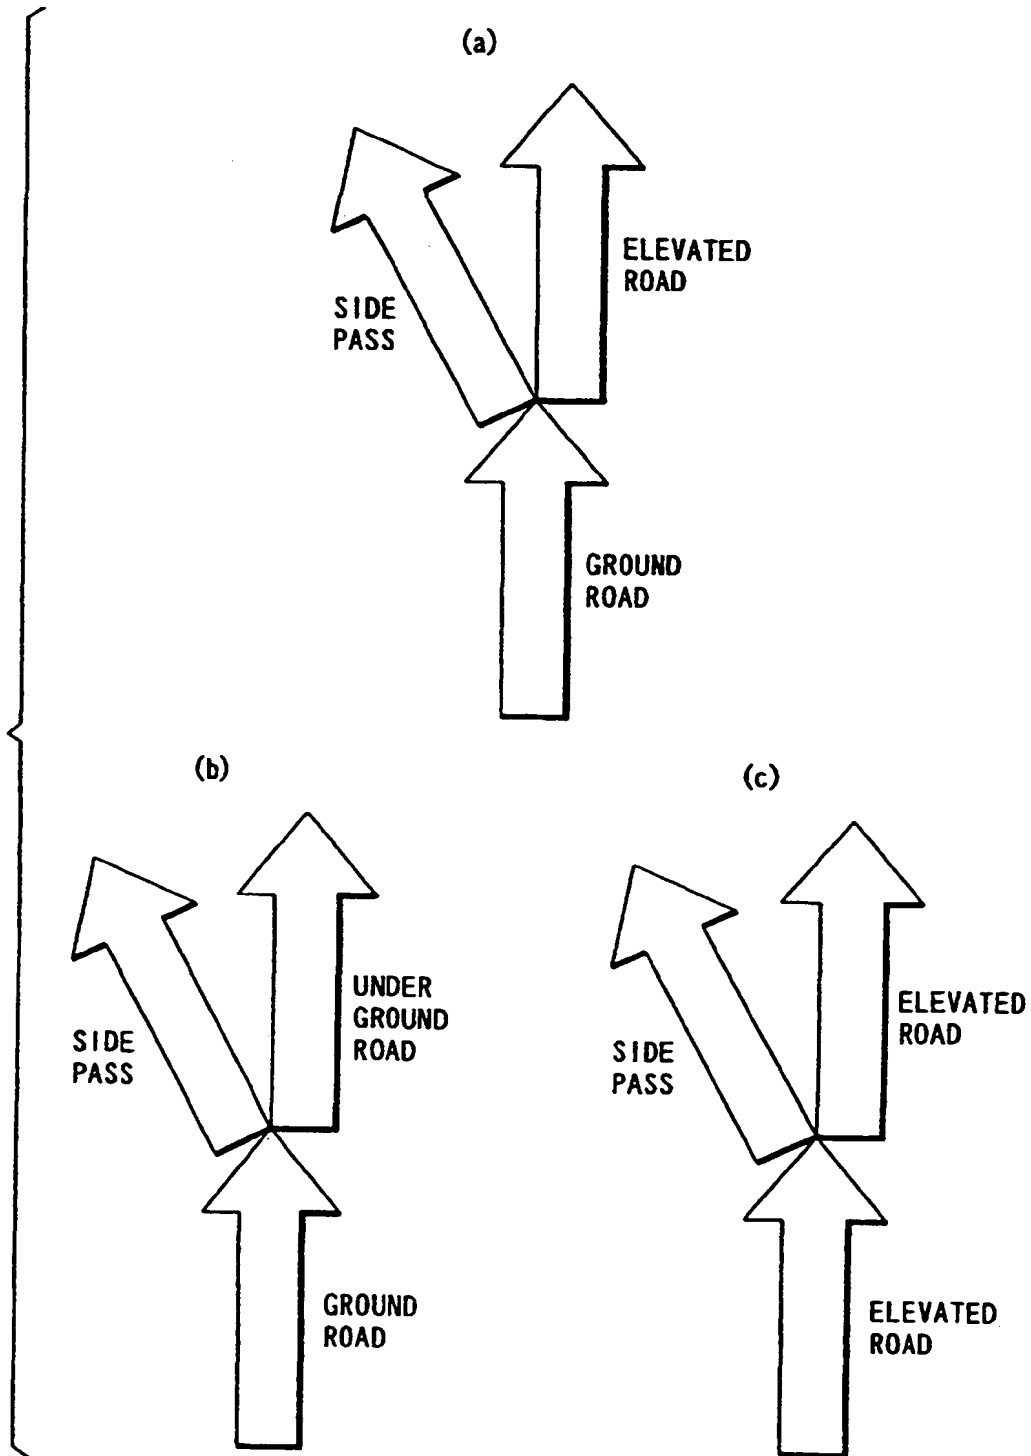 (a)
ELEVATED
ROAD
SIDE
PASS
GROUND
ROAD
(b)
UNDER
GROUND
ROAD
SIDE
PASS
GROUND
ROAD
(c)
ELEVATED
ROAD
SIDE
PASS
ELEVATED
ROAD